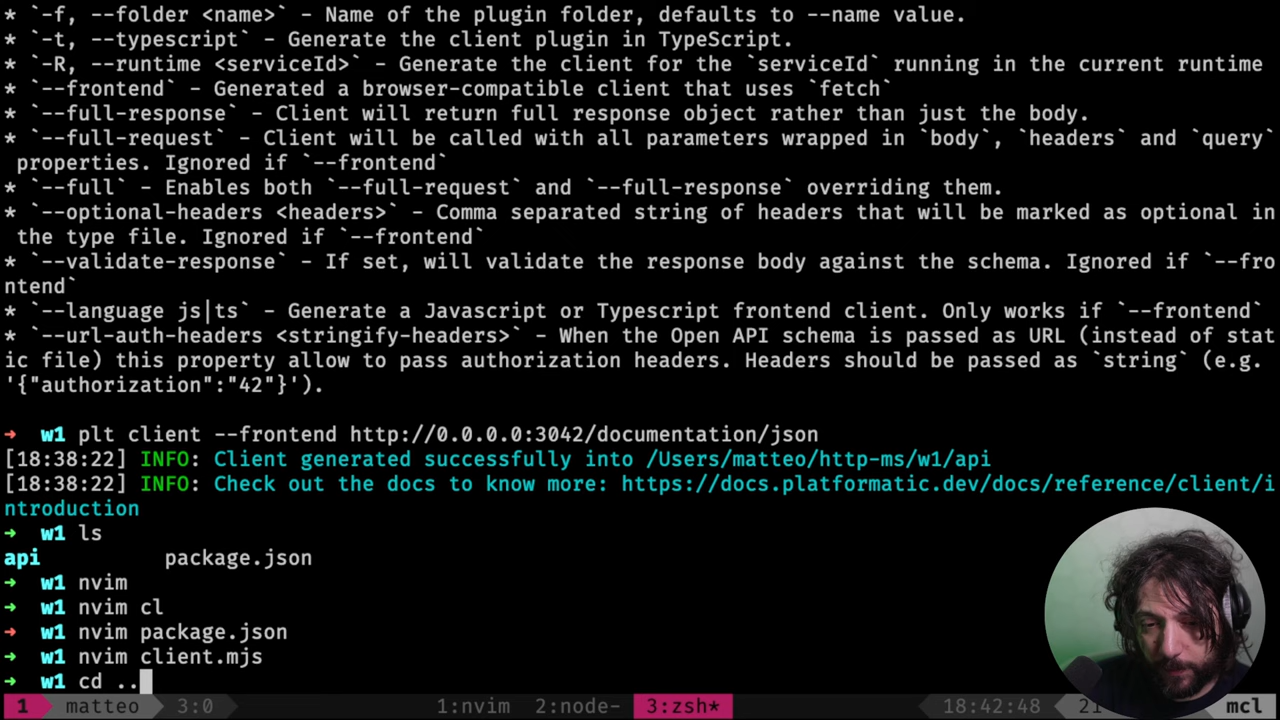 * `-f, --folder <name>` - Name of the plugin folder, defaults to --name value.
* `-t, --typescript` - Generate the client plugin in TypeScript.
* `-R, --runtime <serviceId>` - Generate the client for the `serviceId` running in the current runtime
* `--frontend` - Generated a browser-compatible client that uses `fetch`
* `--full-response` - Client will return full response object rather than just the body.
* `--full-request` - Client will be called with all parameters wrapped in `body`, `headers` and `query`
properties. Ignored if `--frontend`
* `--full` - Enables both `--full-request` and `--full-response` overriding them.
* `--optional-headers <headers>` - Comma separated string of headers that will be marked as optional in
the type file. Ignored if `--frontend`
* `--validate-response` - If set, will validate the response body against the schema. Ignored if `--fro
ntend`
* `--language js|ts` - Generate a Javascript or Typescript frontend client. Only works if `--frontend`
* `--url-auth-headers <stringify-headers>` - When the Open API schema is passed as URL (instead of stat
ic file) this property allow to pass authorization headers. Headers should be passed as `string` (e.g.
'{"authorization":"42"}').
→ w1 plt client --frontend http://0.0.0.0:3042/documentation/json
[18:38:22] INFO: Client generated successfully into /Users/matteo/http-ms/w1/api
[18:38:22] INFO: Check out the docs to know more: https://docs.platformatic.dev/docs/reference/client/i
ntroduction
→ w1 ls
api package.json
→ w1 nvim
→ w1 nvim cl
→ w1 nvim package.json
→ w1 nvim client.mjs
→ w1 cd ..
1 matteo 3:0 1:nvim 2:node- 3:zsh* 18:42:48 21 mcl